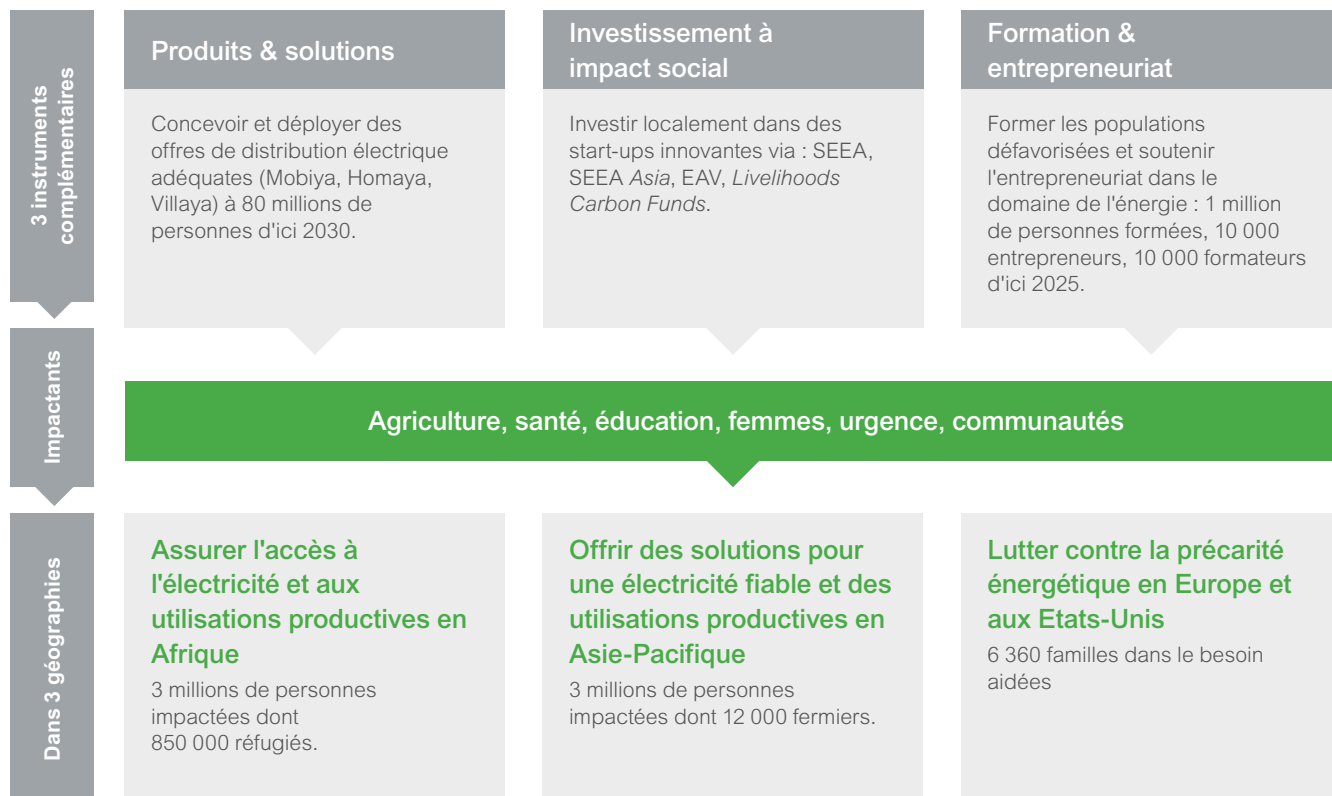 3 instruments
complémentaires
Produits & solutions
Concevoir et déployer des
offres de distribution électrique
adéquates (Mobiya, Homaya,
Villaya) à 80 millions de
personnes d'ici 2030.
Investissement à
impact social
Investir localement dans des
start-ups innovantes via : SEEA,
SEEA Asia, EAV, Livelihoods
Carbon Funds.
Formation &
entrepreneuriat
Former les populations
défavorisées et soutenir
l'entrepreneuriat dans le
domaine de l'énergie : 1 million
de personnes formées, 10 000
entrepreneurs, 10 000 formateurs
d'ici 2025.
Impactants
Agriculture, santé, éducation, femmes, urgence, communautés
Dans 3 géographies
Assurer l'accès à
l'électricité et aux
utilisations productives en
Afrique
3 millions de personnes
impactées dont
850 000 réfugiés.
Offrir des solutions pour
une électricité fiable et des
utilisations productives en
Asie-Pacifique
3 millions de personnes
impactées dont 12 000 fermiers.
Lutter contre la précarité
énergétique en Europe et
aux Etats-Unis
6 360 familles dans le besoin
aidées